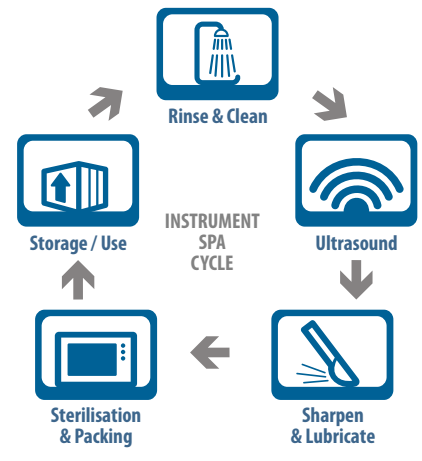 Rinse & Clean
Storage / Use
INSTRUMENT
SPA
CYCLE
Ultrasound
Sterilisation
& Packing
Sharpen
& Lubricate